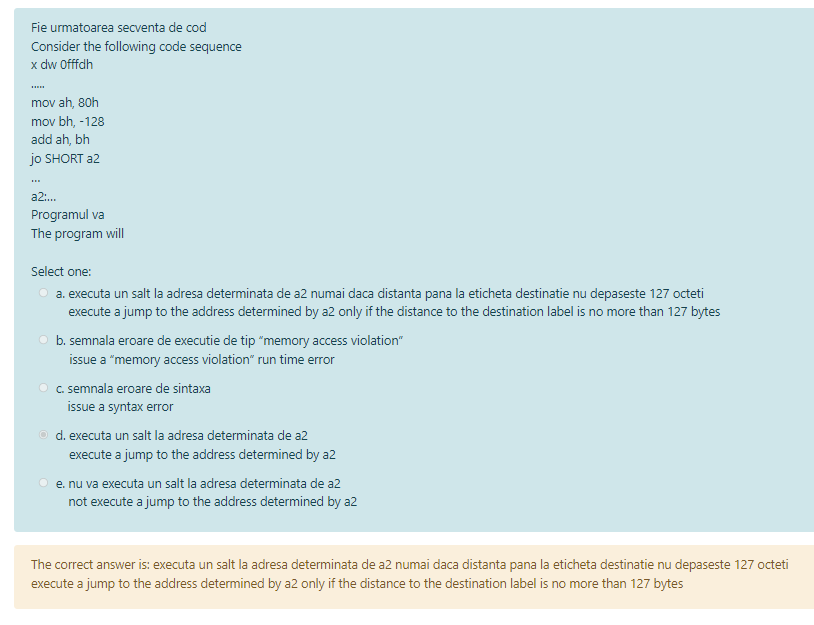 Fie urmatoarea secventa de cod
Consider the following code sequence
x dw 0fffdh
.....
mov ah, 80h
mov bh, -128
add ah, bh
jo SHORT a2
...
a2:...
Programul va
The program will
Select one:
a. executa un salt la adresa determinata de a2 numai daca distanta pana la eticheta destinatie nu depaseste 127 octeti
execute a jump to the address determined by a2 only if the distance to the destination label is no more than 127 bytes
b. semnala eroare de executie de tip “memory access violation”
issue a “memory access violation” run time error
c. semnala eroare de sintaxa
issue a syntax error
d. executa un salt la adresa determinata de a2
execute a jump to the address determined by a2
e. nu va executa un salt la adresa determinata de a2
not execute a jump to the address determined by a2
The correct answer is: executa un salt la adresa determinata de a2 numai daca distanta pana la eticheta destinatie nu depaseste 127 octeti
execute a jump to the address determined by a2 only if the distance to the destination label is no more than 127 bytes